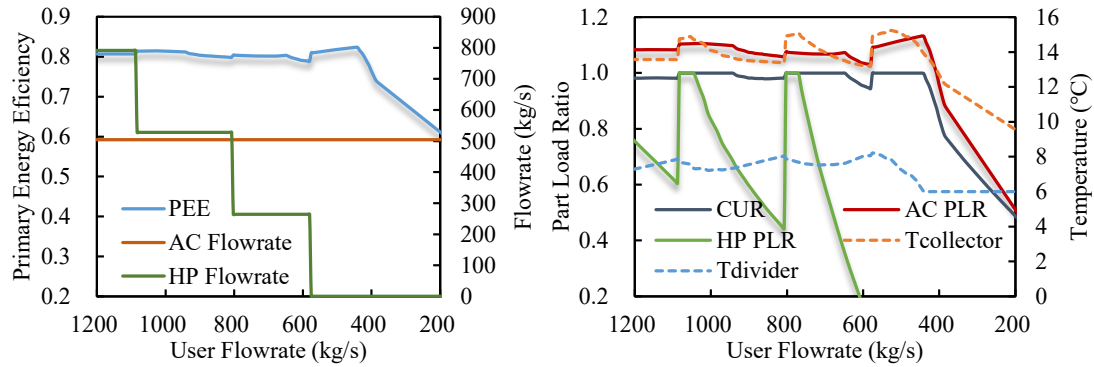 Primary Energy Eficiency
0.9
0.8
0.7
0.6
0.5
0.4
0.3
0.2
PEE
AC Flowrate
HP Flowrate
900
800
700
600
500
400
300
200
100
0
Flowrate (kg/s)
1200 1000 800 600 400 200
User Flowrate (kg/s)
Part Load Ratio
1.2
1.0
0.8
0.6
0.4
0.2
CUR AC PLR
HP PLR Tcollector
Tdivider
16
14
12
10
8
6
4
2
0
Temperature (℃)
1200 1000 800 600 400 200
User Flowrate (kg/s)